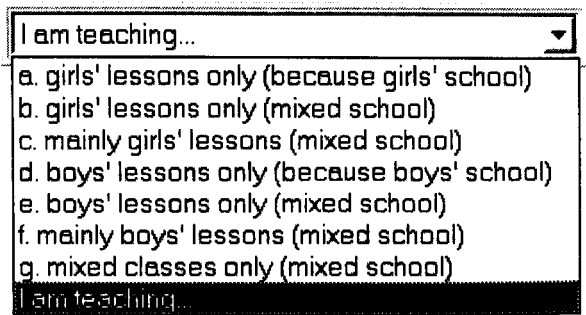 I am teaching...
a. girls' lessons only (because girls' school)
b. girls' lessons only (mixed school)
c. mainly girls' lessons (mixed school)
d. boys' lessons only (because boys' school)
e. boys' lessons only (mixed school)
f. mainly boys' lessons (mixed school)
g. mixed classes only (mixed school)
I am teaching...